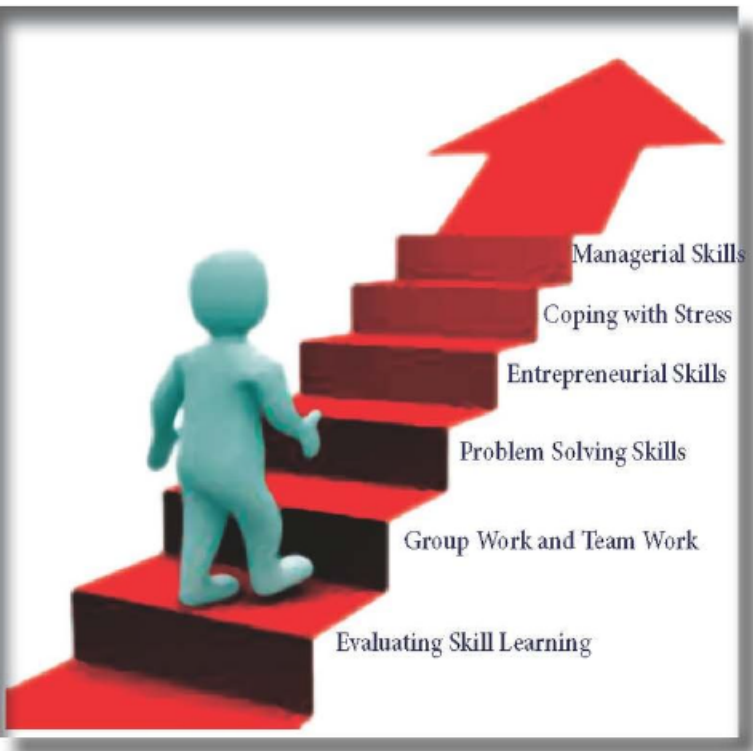 Managerial Skills
Coping with Stress
Entrepreneurial Skills
Problem Solving Skills
Group Work and Team Work
Evaluating Skill Learning